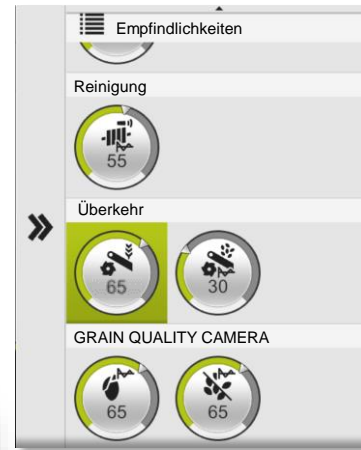 Empfindlichkeiten
Reinigung
55
Überkehr
65 30
GRAIN QUALITY CAMERA
65 65